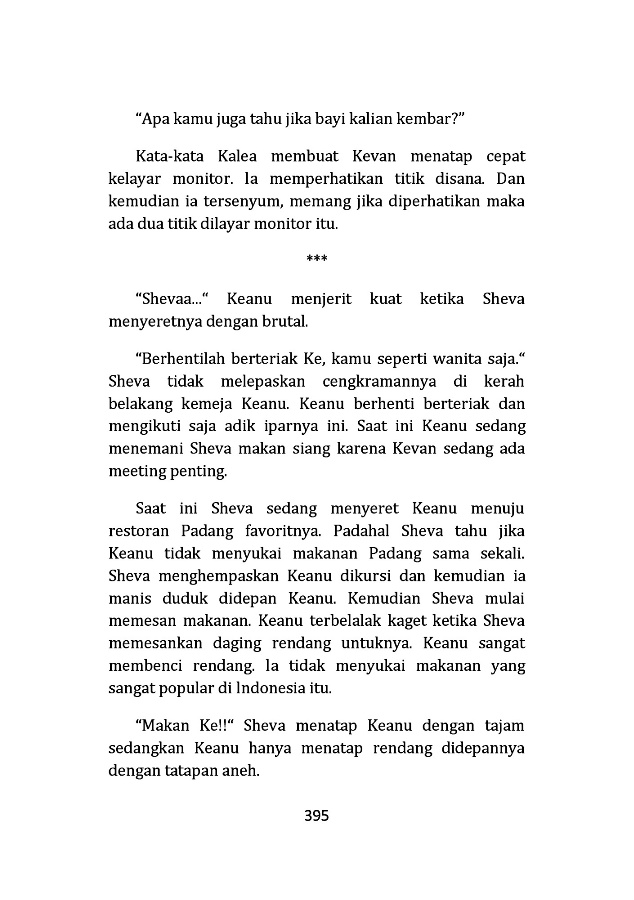 “Apa kamu juga tahu jika bayi kalian kembar?”
Kata-kata Kalea membuat Kevan menatap cepat
kelayar monitor. Ia memperhatikan titik disana. Dan
kemudian ia tersenyum, memang jika diperhatikan maka
ada dua titik dilayar monitor itu.
***
“Shevaa...“ Keanu menjerit kuat ketika Sheva
menyeretnya dengan brutal.
“Berhentilah berteriak Ke, kamu seperti wanita saja.“
Sheva tidak melepaskan cengkramannya di kerah
belakang kemeja Keanu. Keanu berhenti berteriak dan
mengikuti saja adik iparnya ini. Saat ini Keanu sedang
menemani Sheva makan siang karena Kevan sedang ada
meeting penting.
Saat ini Sheva sedang menyeret Keanu menuju
restoran Padang favoritnya. Padahal Sheva tahu jika
Keanu tidak menyukai makanan Padang sama sekali.
Sheva menghempaskan Keanu dikursi dan kemudian ia
manis duduk didepan Keanu. Kemudian Sheva mulai
memesan makanan. Keanu terbelalak kaget ketika Sheva
memesankan daging rendang untuknya. Keanu sangat
membenci rendang. Ia tidak menyukai makanan yang
sangat popular di Indonesia itu.
“Makan Ke!!“ Sheva menatap Keanu dengan tajam
sedangkan Keanu hanya menatap rendang didepannya
dengan tatapan aneh.
395